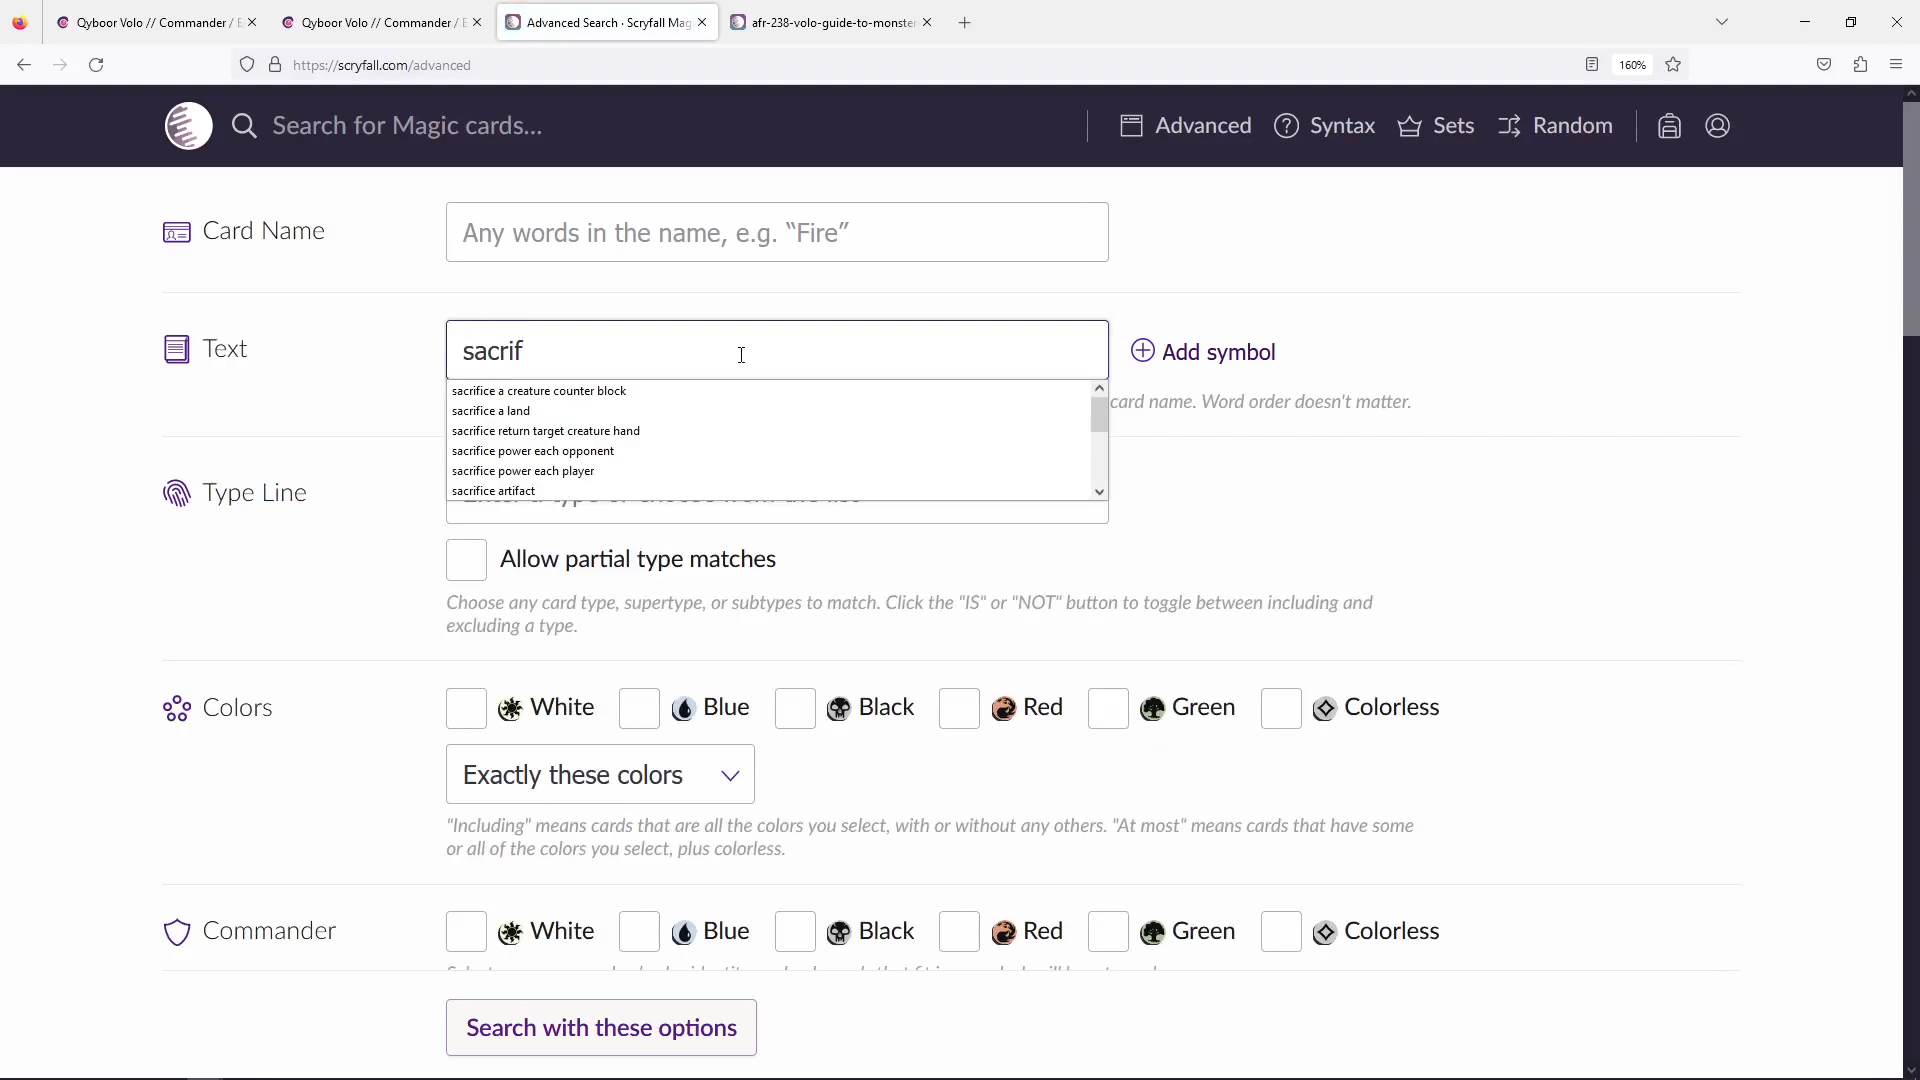 Qyboor Volo // Commander / E
Qyboor Volo // Commander / E
Advanced Search · Scryfall Mag
afr-238-volo-guide-to-monster
https://scryfall.com/advanced
160%
Search for Magic cards...
Advanced
Syntax
Sets
Random
Card Name
Any words in the name, e.g. “Fire”
Text
sacrif
Add symbol
sacrifice a creature counter block
card name. Word order doesn't matter.
sacrifice a land
sacrifice return target creature hand
sacrifice power each opponent
sacrifice power each player
sacrifice artifact
Type Line
Allow partial type matches
Choose any card type, supertype, or subtypes to match. Click the "IS" or "NOT" button to toggle between including and
excluding a type.
Colors
White
Blue
Black
Red
Green
Colorless
Exactly these colors
"Including" means cards that are all the colors you select, with or without any others. "At most" means cards that have some
or all of the colors you select, plus colorless.
Commander
White
Blue
Black
Red
Green
Colorless
Search with these options